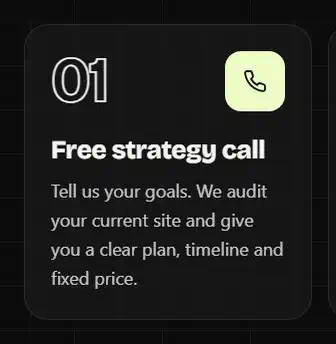 01
Free strategy call
Tell us your goals. We audit
your current site and give
you a clear plan, timeline and
fixed price.